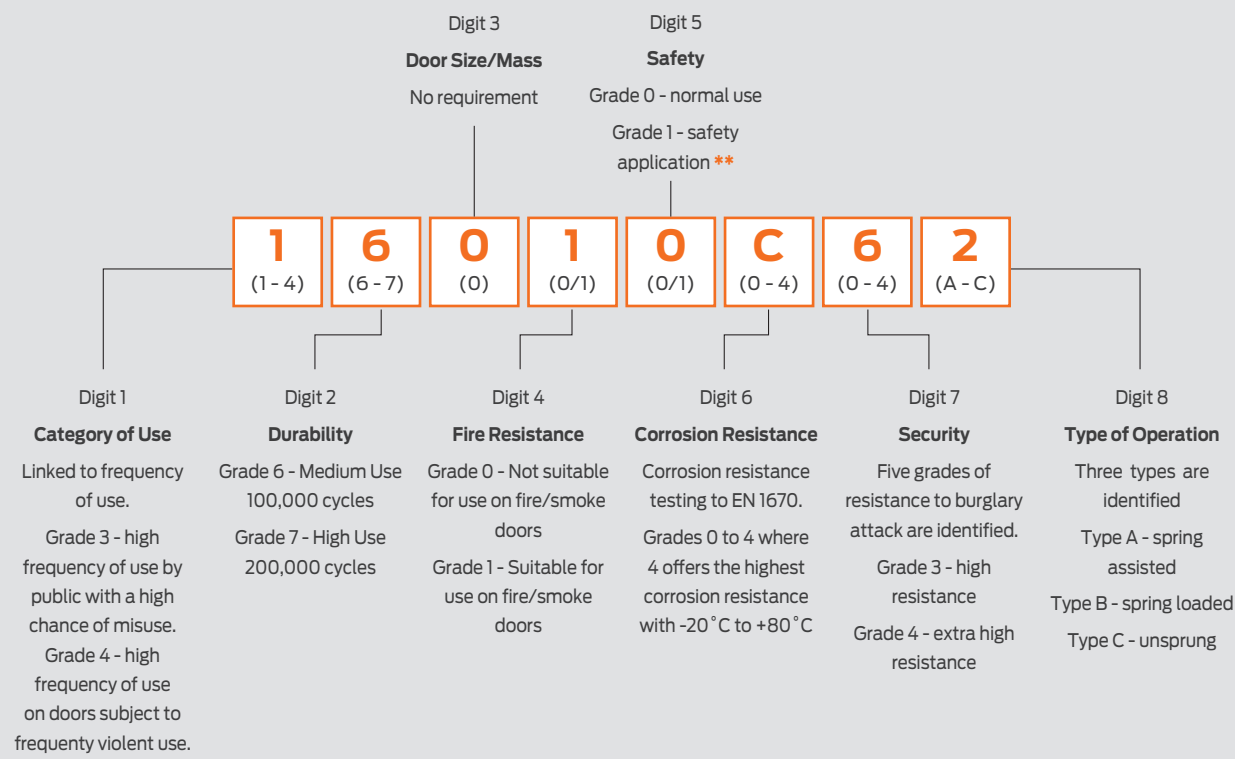 Digit 3
Door Size/Mass
No requirement
Digit 5
Safety
Grade 0 - normal use
Grade 1 - safety
application **
1
(1 - 4)
6
(6 - 7)
0
(0)
1
(0/1)
0
(0/1)
C
(0 - 4)
6
(0 - 4)
2
(A - C)
Digit 1
Category of Use
Linked to frequency
of use.
Grade 3 - high
frequency of use by
public with a high
chance of misuse.
Grade 4 - high
frequency of use
on doors subject to
frequenty violent use.
Digit 2
Durability
Grade 6 - Medium Use
100,000 cycles
Grade 7 - High Use
200,000 cycles
Digit 4
Fire Resistance
Grade 0 - Not suitable
for use on fire/smoke
doors
Grade 1 - Suitable for
use on fire/smoke
doors
Digit 6
Corrosion Resistance
Corrosion resistance
testing to EN 1670.
Grades 0 to 4 where
4 offers the highest
corrosion resistance
with -20˚C to +80˚C
Digit 7
Security
Five grades of
resistance to burglary
attack are identified.
Grade 3 - high
resistance
Grade 4 - extra high
resistance
Digit 8
Type of Operation
Three types are
identified
Type A - spring
assisted
Type B - spring loaded
Type C - unsprung